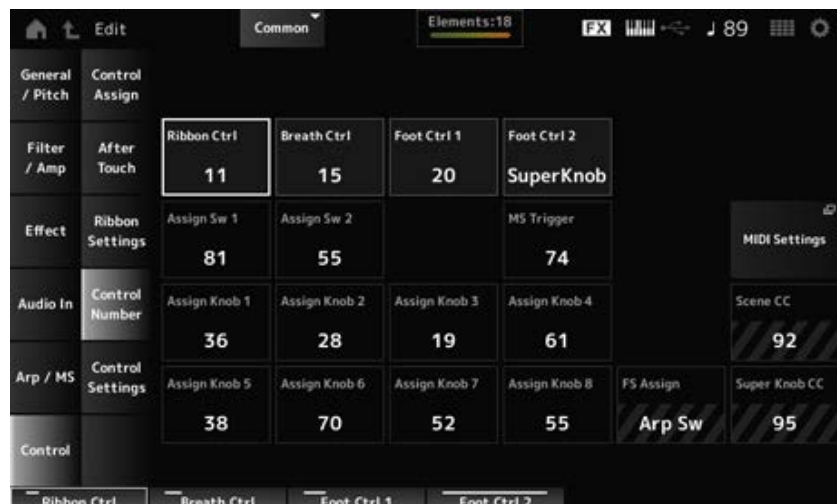 Edit
Common
Elements:18
FX
♩ 89
General / Pitch
Control Assign
Filter / Amp
After Touch
Ribbon Ctrl
11
Breath Ctrl
15
Foot Ctrl 1
20
Foot Ctrl 2
SuperKnob
Effect
Ribbon Settings
Assign Sw 1
81
Assign Sw 2
55
MS Trigger
74
MIDI Settings
Audio In
Control Number
Assign Knob 1
36
Assign Knob 2
28
Assign Knob 3
19
Assign Knob 4
61
Scene CC
92
Arp / MS
Control Settings
Assign Knob 5
38
Assign Knob 6
70
Assign Knob 7
52
Assign Knob 8
55
FS Assign
Arp Sw
Super Knob CC
95
Control
Ribbon Ctrl
Breath Ctrl
Foot Ctrl 1
Foot Ctrl 2